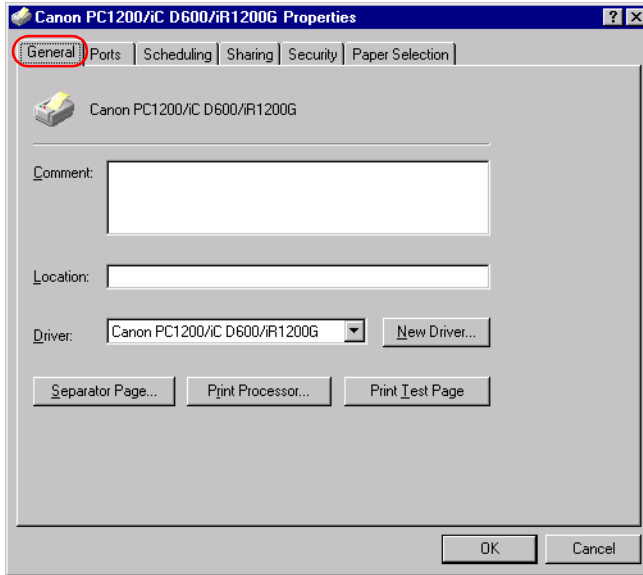 Canon PC1200/iC D600/iR1200G Properties
General Ports Scheduling Sharing Security Paper Selection
Canon PC1200/iC D600/iR1200G
Comment:
Location:
Driver: Canon PC1200/iC D600/iR1200G New Driver...
Separator Page... Print Processor... Print Test Page
OK Cancel